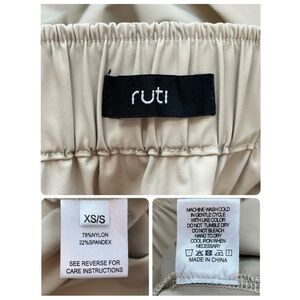 ruti
XS/S
78%NYLON
22%SPANDEX
SEE REVERSE FOR
CARE INSTRUCTIONS
MACHINE WASH COLD
IN GENTLE CYCLE
WITH LIKE COLOR
DO NOT TUMBLE DRY
DO NOT BLEACH
HANG TO DRY
COOL IRON WHEN
NECESSARY
MADE IN CHINA